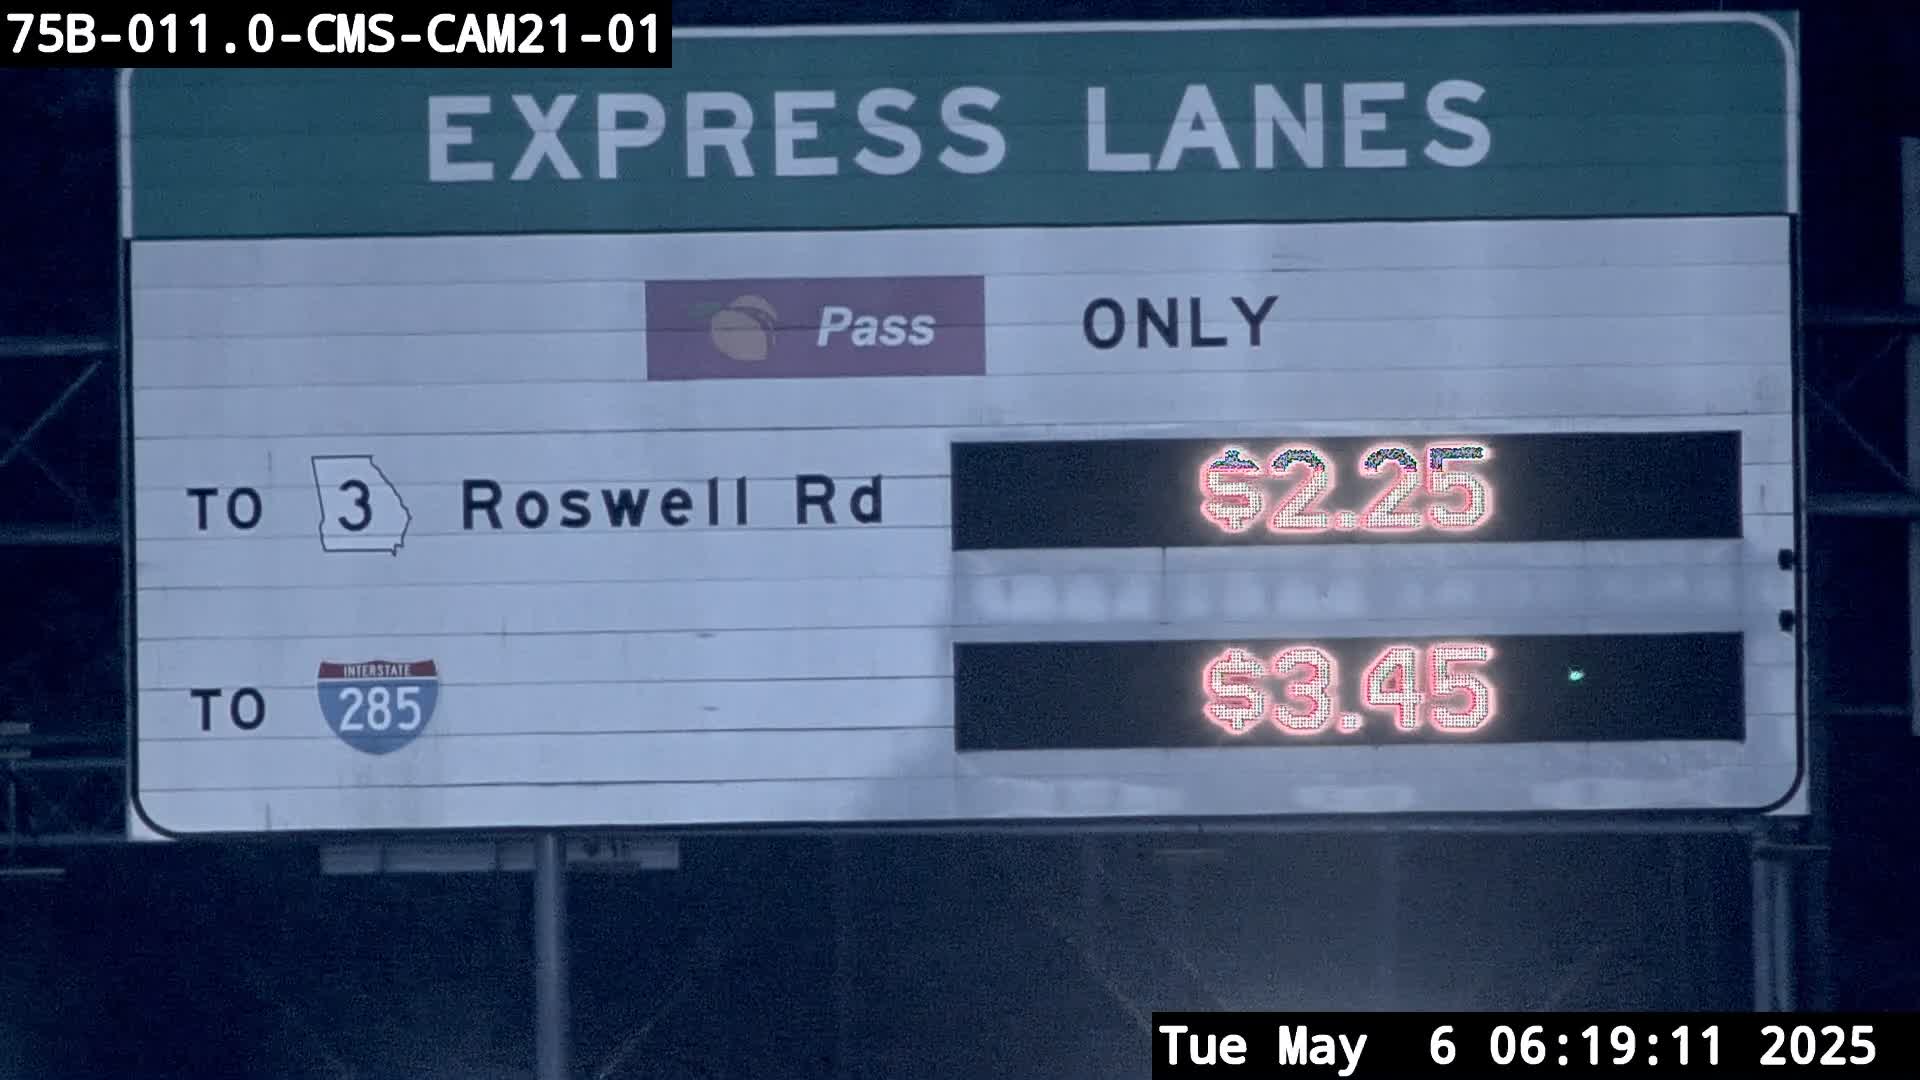 75B-011.0-CMS-CAM21-01
EXPRESS LANES
Pass ONLY
TO 3 Roswell Rd $2.25
INTERSTATE
TO 285 $3.45
Tue May 6 06:19:11 2025